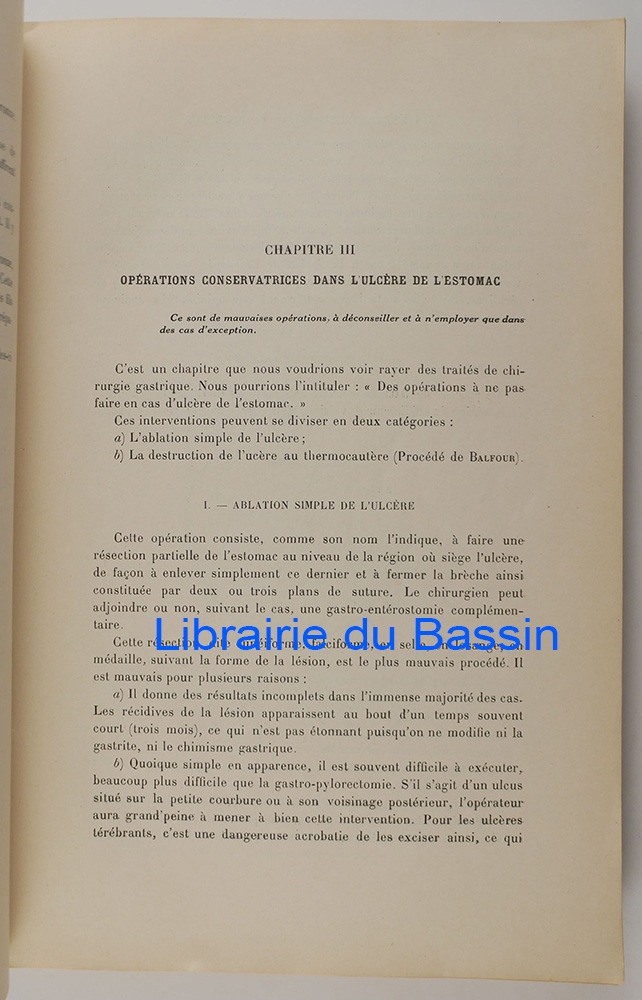 CHAPITRE III
OPÉRATIONS CONSERVATRICES DANS L'ULCÈRE DE L'ESTOMAC
Ce sont de mauvaises opérations, à déconseiller et à n'employer que dans
des cas d'exception.
C'est un chapitre que nous voudrions voir rayer des traités de chi-
rurgie gastrique. Nous pourrions l'intituler : « Des opérations à ne pas
faire en cas d'ulcère de l'estomac. »
Ces interventions peuvent se diviser en deux catégories :
a) L'ablation simple de l'ulcère ;
b) La destruction de l'ucère au thermocautère (Procédé de BALFOUR).
I. — ABLATION SIMPLE DE L'ULCÈRE
Cette opération consiste, comme son nom l'indique, à faire une
résection partielle de l'estomac au niveau de la région où siège l'ulcère,
de façon à enlever simplement ce dernier et à fermer la brèche ainsi
constituée par deux ou trois plans de suture. Le chirurgien peut
adjoindre ou non, suivant le cas, une gastro-entérostomie complémen-
taire.
Librairie du Bassin
Cette résection dite cunéiforme, falciforme, en selle, en losange, en
médaille, suivant la forme de la lésion, est le plus mauvais procédé. Il
est mauvais pour plusieurs raisons :
a) Il donne des résultats incomplets dans l'immense majorité des cas.
Les récidives de la lésion apparaissent au bout d'un temps souvent
court (trois mois), ce qui n'est pas étonnant puisqu'on ne modifie ni la
gastrite, ni le chimisme gastrique.
b) Quoique simple en apparence, il est souvent difficile à exécuter,
beaucoup plus difficile que la gastro-pylorectomie. S'il s'agit d'un ulcus
situé sur la petite courbure ou à son voisinage postérieur, l'opérateur
aura grand'peine à mener à bien cette intervention. Pour les ulcères
térébrants, c'est une dangereuse acrobatie de les exciser ainsi, ce qui